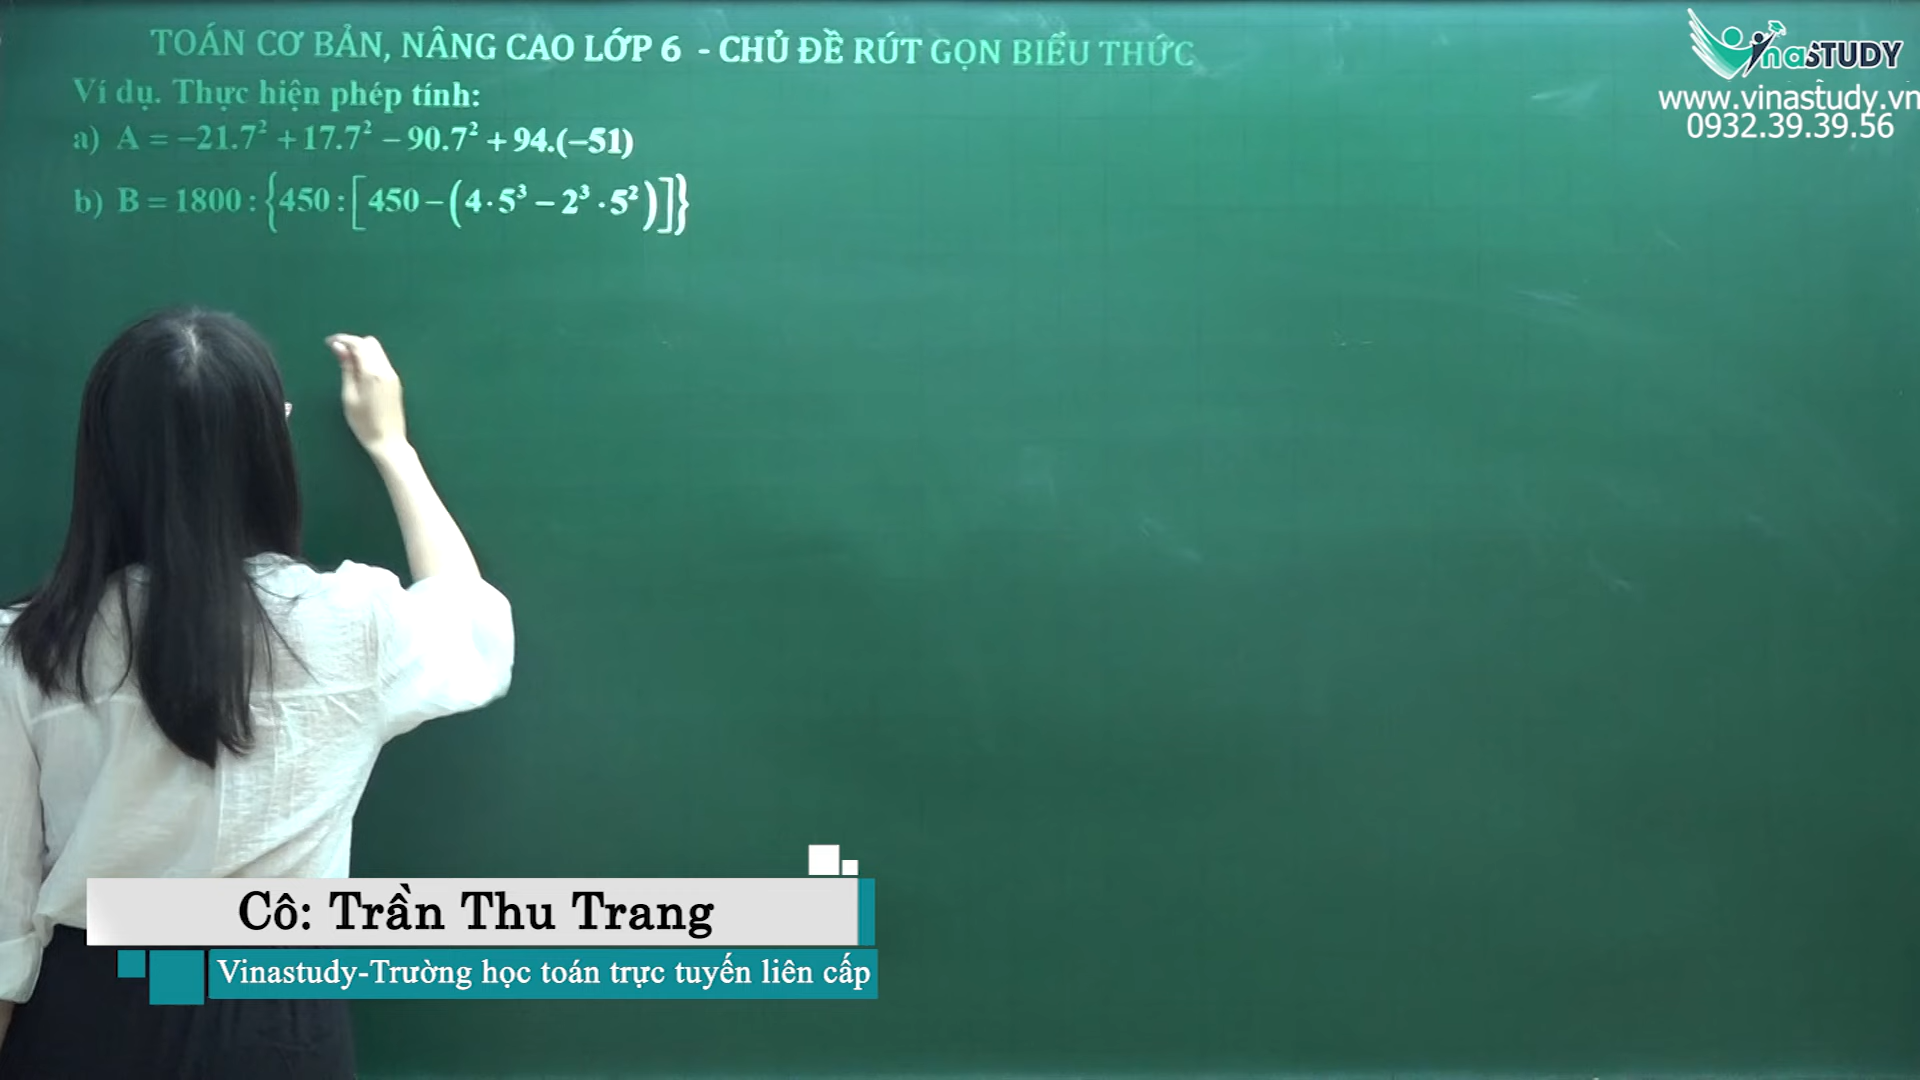 TOÁN CƠ BẢN, NÂNG CAO LỚP 6 - CHỦ ĐỀ RÚT GỌN BIỂU THỨC
Ví dụ. Thực hiện phép tính:
a) A = −21.7² + 17.7² − 90.7² + 94.(−51)
b) B = 1800 : {450 : [450 − (4 · 5³ − 2³ · 5²)]}
VinaSTUDY
www.vinastudy.vn
0932.39.39.56
Cô: Trần Thu Trang
Vinastudy-Trường học toán trực tuyến liên cấp